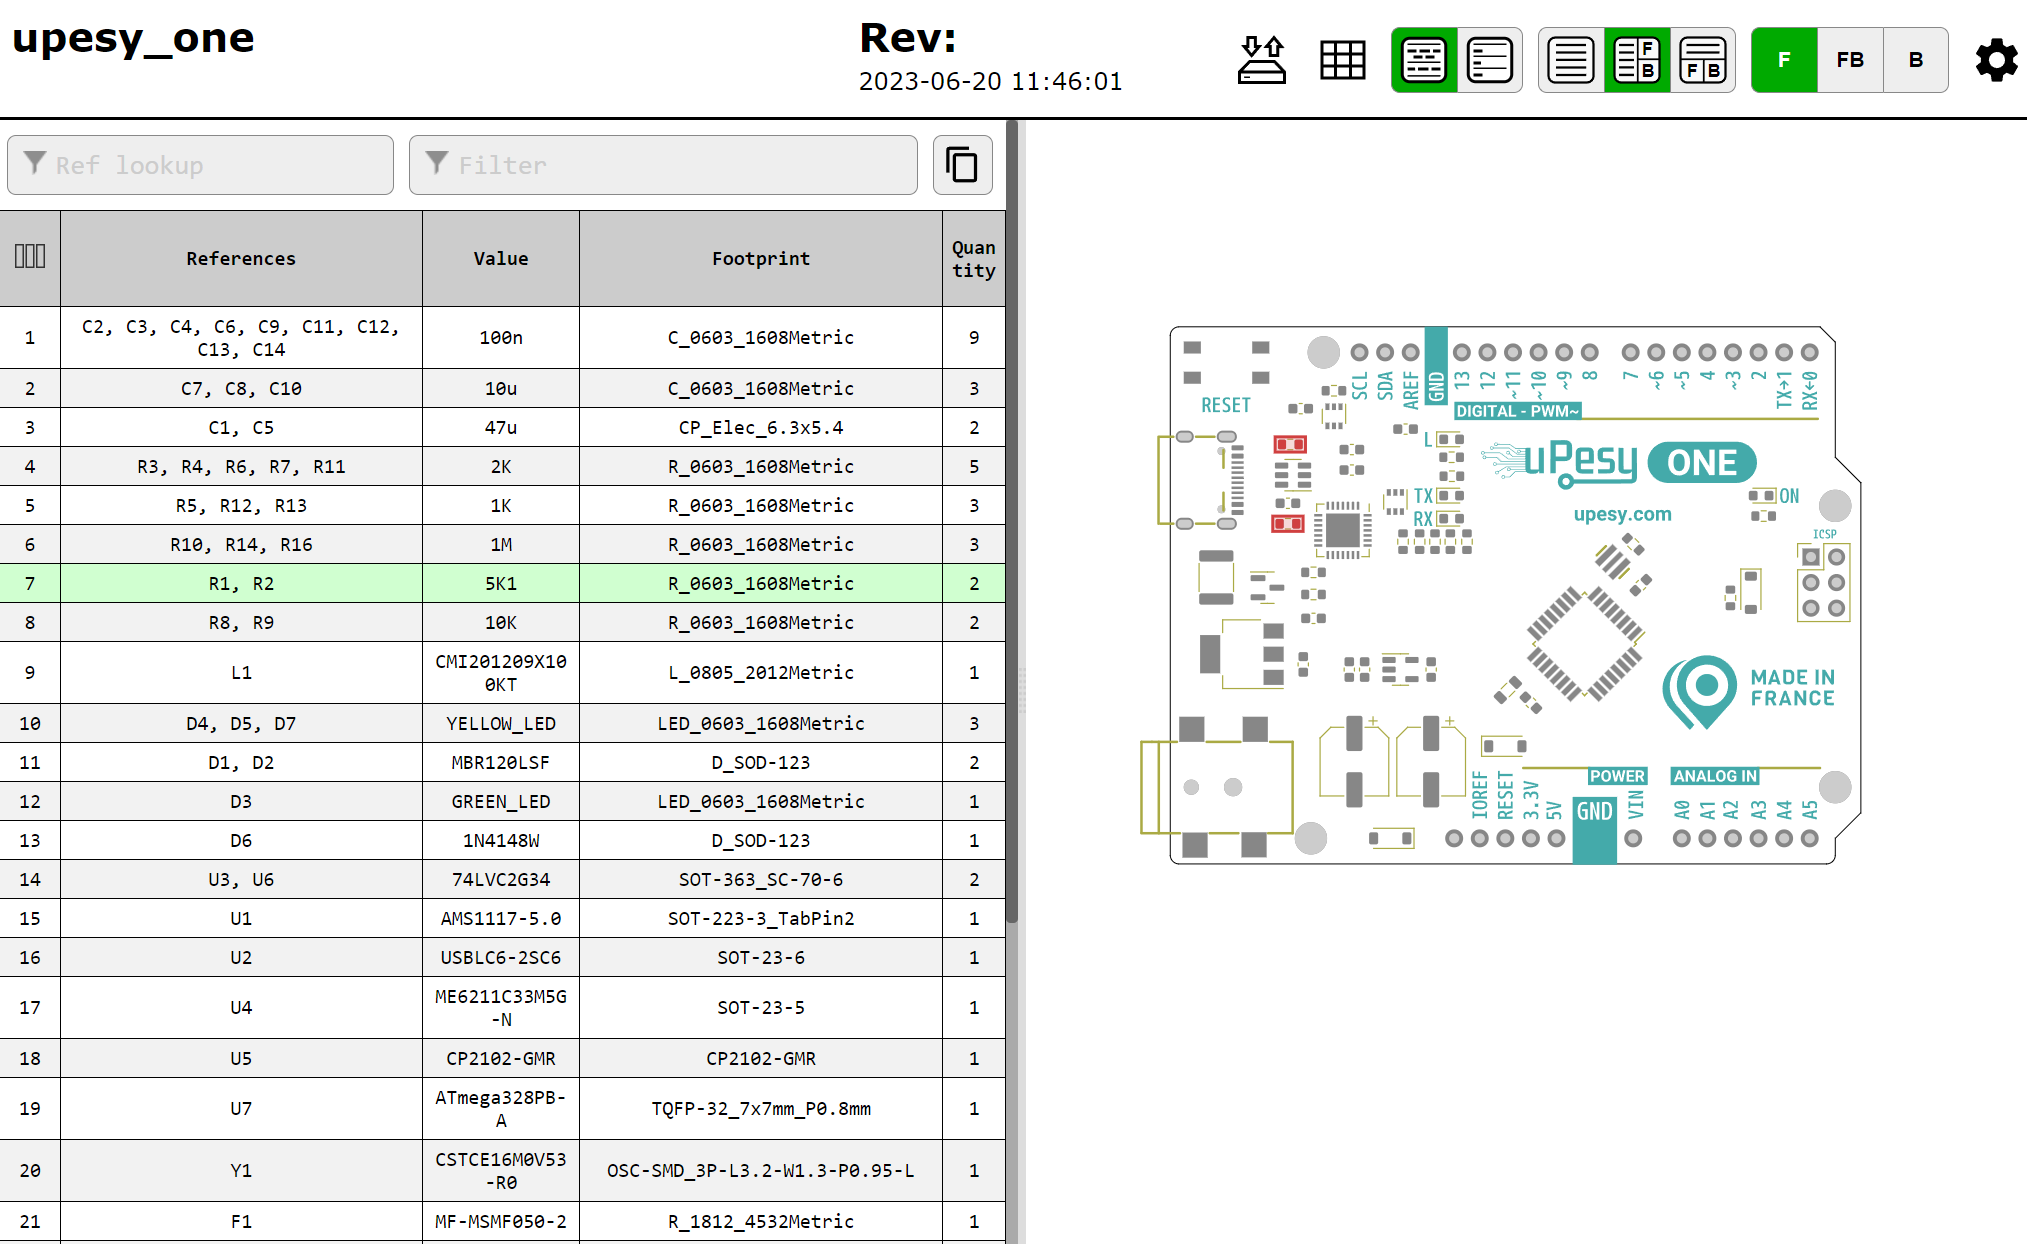 upesy_one
Rev:
2023-06-20 11:46:01
F
B
F B
F FB B
Ref lookup Filter
References Value Footprint Quan
tity
1 C2, C3, C4, C6, C9, C11, C12,
C13, C14 100n C_0603_1608Metric 9
2 C7, C8, C10 10u C_0603_1608Metric 3
3 C1, C5 47u CP_Elec_6.3x5.4 2
4 R3, R4, R6, R7, R11 2K R_0603_1608Metric 5
5 R5, R12, R13 1K R_0603_1608Metric 3
6 R10, R14, R16 1M R_0603_1608Metric 3
7 R1, R2 5K1 R_0603_1608Metric 2
8 R8, R9 10K R_0603_1608Metric 2
9 L1 CMI201209X10
0KT L_0805_2012Metric 1
10 D4, D5, D7 YELLOW_LED LED_0603_1608Metric 3
11 D1, D2 MBR120LSF D_SOD-123 2
12 D3 GREEN_LED LED_0603_1608Metric 1
13 D6 1N4148W D_SOD-123 1
14 U3, U6 74LVC2G34 SOT-363_SC-70-6 2
15 U1 AMS1117-5.0 SOT-223-3_TabPin2 1
16 U2 USBLC6-2SC6 SOT-23-6 1
17 U4 ME6211C33M5G
-N SOT-23-5 1
18 U5 CP2102-GMR CP2102-GMR 1
19 U7 ATmega328PB-
A TQFP-32_7x7mm_P0.8mm 1
20 Y1 CSTCE16M0V53
-R0 OSC-SMD_3P-L3.2-W1.3-P0.95-L 1
21 F1 MF-MSMF050-2 R_1812_4532Metric 1
SCL SDA AREF GND 13 12 ~11 ~10 ~9 8 7 ~6 ~5 4 ~3 2 TX→1 RX←0
RESET
DIGITAL - PWM~
L
uPesy ONE
TX
RX
ON
upesy.com
ICSP
MADE IN
FRANCE
+ +
POWER ANALOG IN
IOREF RESET 3.3V 5V GND VIN A0 A1 A2 A3 A4 A5